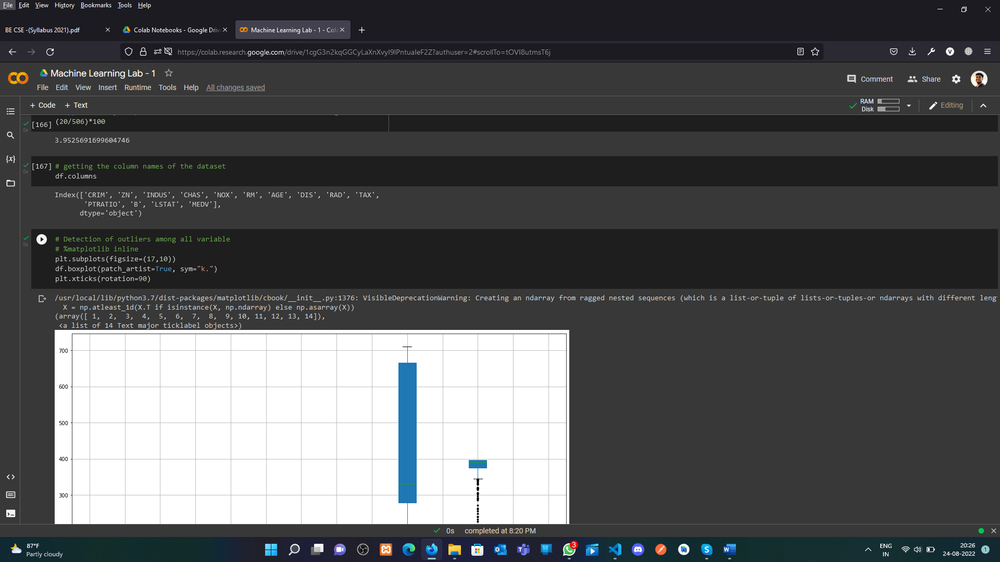 File Edit View History Bookmarks Tools Help
BE CSE -(Syllabus 2021).pdf
Colab Notebooks - Google Driv
Machine Learning Lab - 1 - Col
https://colab.research.google.com/drive/1cgG3n2kqGGCyLaXnXvyI9lPntuaIeF2Z?authuser=2#scrollTo=tOVI8utmsT6j
Machine Learning Lab - 1
File Edit View Insert Runtime Tools Help All changes saved
Comment Share
+ Code + Text
RAM
Disk
Editing
[166] (20/506)*100
0s
3.9525691699604746
[167] # getting the column names of the dataset
0s
df.columns
Index(['CRIM', 'ZN', 'INDUS', 'CHAS', 'NOX', 'RM', 'AGE', 'DIS', 'RAD', 'TAX',
'PTRATIO', 'B', 'LSTAT', 'MEDV'],
dtype='object')
# Detection of outliers among all variable
0s
# %matplotlib inline
plt.subplots(figsize=(17,10))
df.boxplot(patch_artist=True, sym="k.")
plt.xticks(rotation=90)
/usr/local/lib/python3.7/dist-packages/matplotlib/cbook/__init__.py:1376: VisibleDeprecationWarning: Creating an ndarray from ragged nested sequences (which is a list-or-tuple of lists-or-tuples-or ndarrays with different leng
X = np.atleast_1d(X.T if isinstance(X, np.ndarray) else np.asarray(X))
(array([ 1, 2, 3, 4, 5, 6, 7, 8, 9, 10, 11, 12, 13, 14]),
<a list of 14 Text major ticklabel objects>)
700
600
500
400
300
0s completed at 8:20 PM
87°F
Partly cloudy
3
ENG
IN
20:26
24-08-2022
1